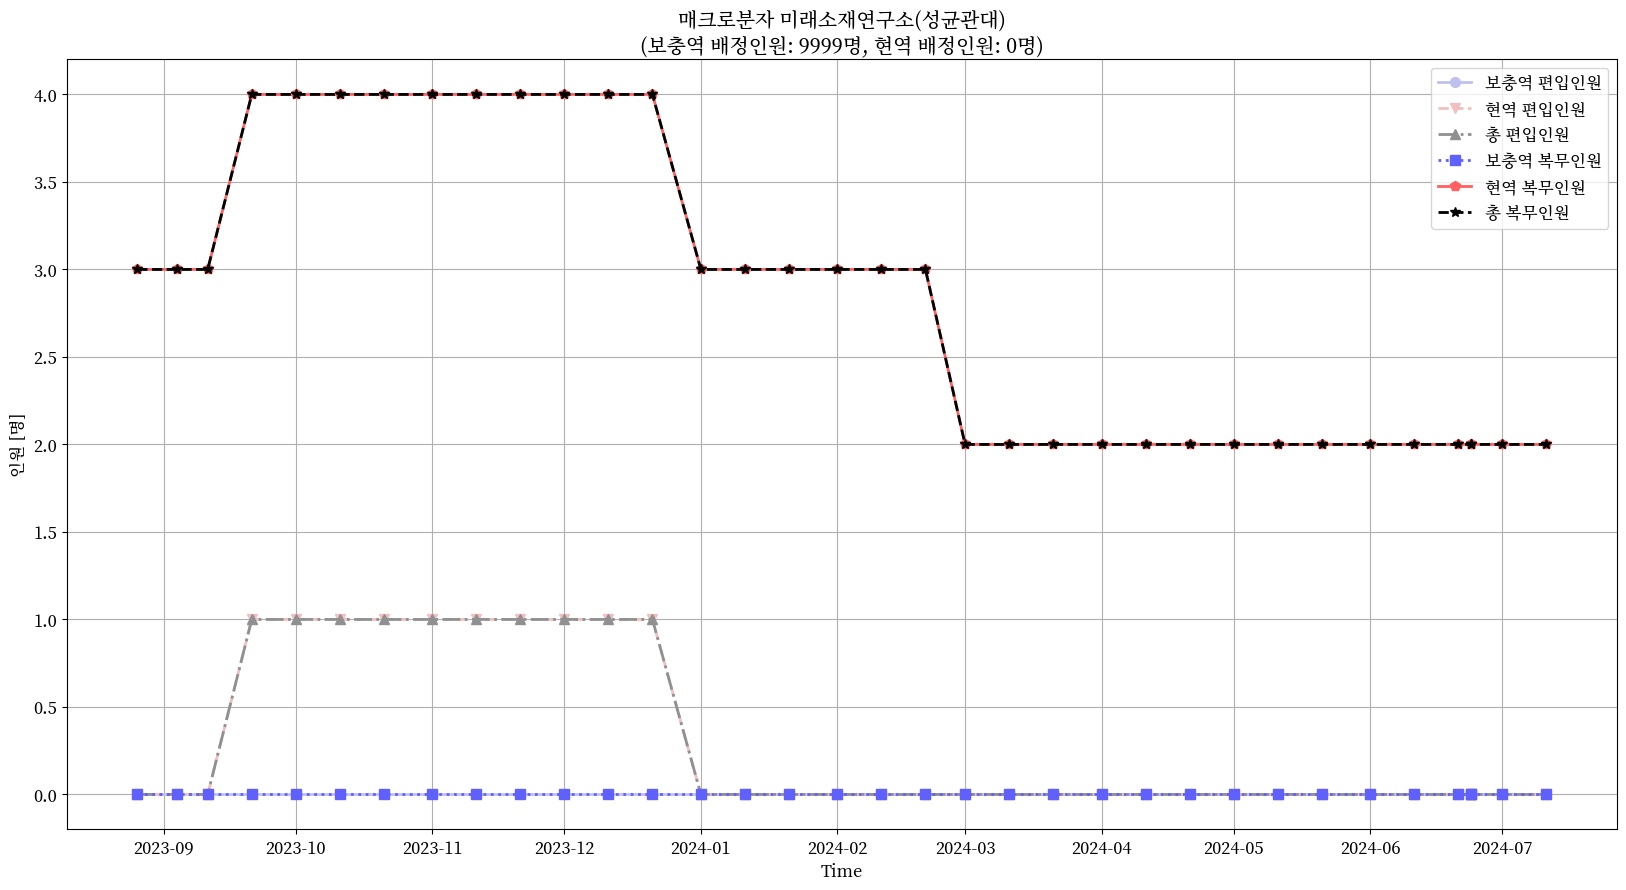 매크로분자 미래소재연구소(성균관대)
(보충역 배정인원: 9999명, 현역 배정인원: 0명)
보충역 편입인원
현역 편입인원
총 편입인원
보충역 복무인원
현역 복무인원
총 복무인원
4.0
3.5
3.0
2.5
2.0
1.5
1.0
0.5
0.0
인원 [명]
2023-09 2023-10 2023-11 2023-12 2024-01 2024-02 2024-03 2024-04 2024-05 2024-06 2024-07
Time